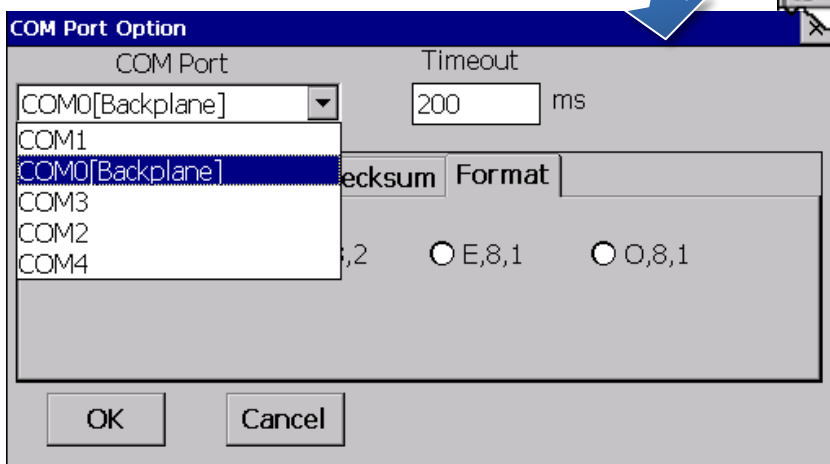 COM Port Option
COM Port Timeout
COM0[Backplane] 200 ms
COM1
COM0[Backplane]
COM3
COM2
COM4
ecksum Format
,2 E,8,1 O,8,1
OK Cancel